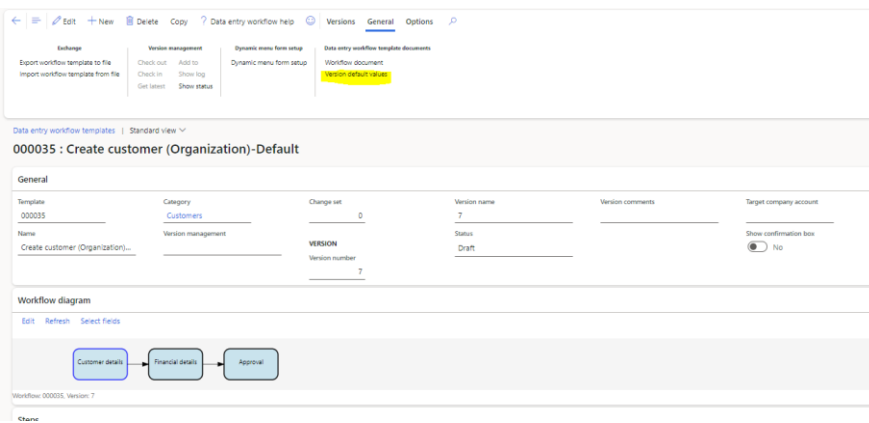 Edit New Delete Copy ? Data entry workflow help Versions General Options
Exchange Version management Dynamic menu form setup Data entry workflow template documents
Export workflow template to file Check out Add to Dynamic menu form setup Workflow document
Import workflow template from file Check in Show log Version default values
Get latest Show status
Data entry workflow templates | Standard view
000035 : Create customer (Organization)-Default
General
Template Category Change set Version name Version comments Target company account
000035 Customers 0 7
Name Version management VERSION Status Show confirmation box
Create customer (Organization)... Version number Draft No
7
Workflow diagram
Edit Refresh Select fields
Customer details Financial details Approval
Workflow: 000035, Version: 7
Steps